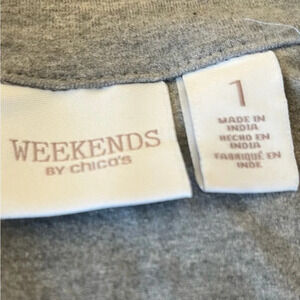 WEEKENDS
BY chico's
1
MADE IN
INDIA
HECHO EN
INDIA
FABRIQUÉ EN
INDE